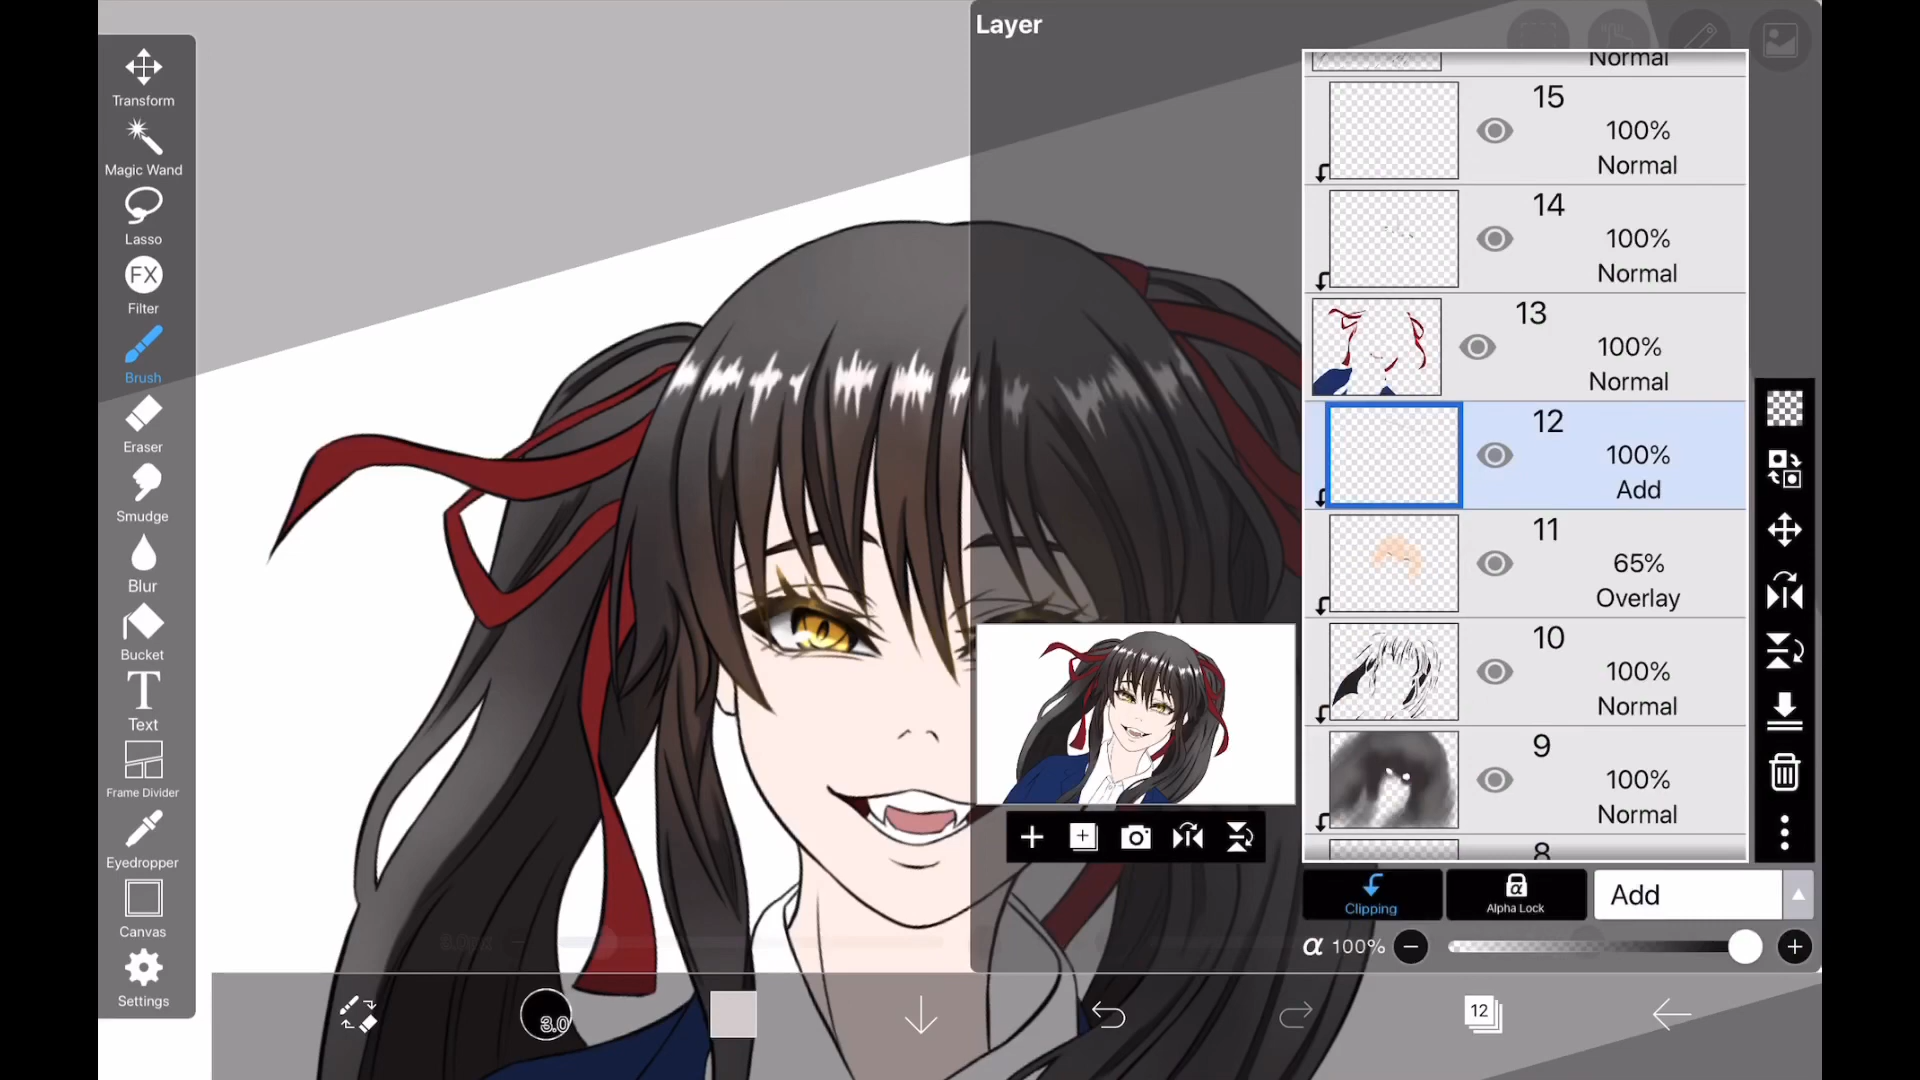 Layer
Transform
Magic Wand
Lasso
FX
Filter
Brush
Eraser
Smudge
Blur
Bucket
T
Text
Frame Divider
Eyedropper
Canvas
Settings
Normal
15
100%
Normal
14
100%
Normal
13
100%
Normal
12
100%
Add
11
65%
Overlay
10
100%
Normal
9
100%
Normal
8
Clipping
α
Alpha Lock
Add
α 100%
3.0
12